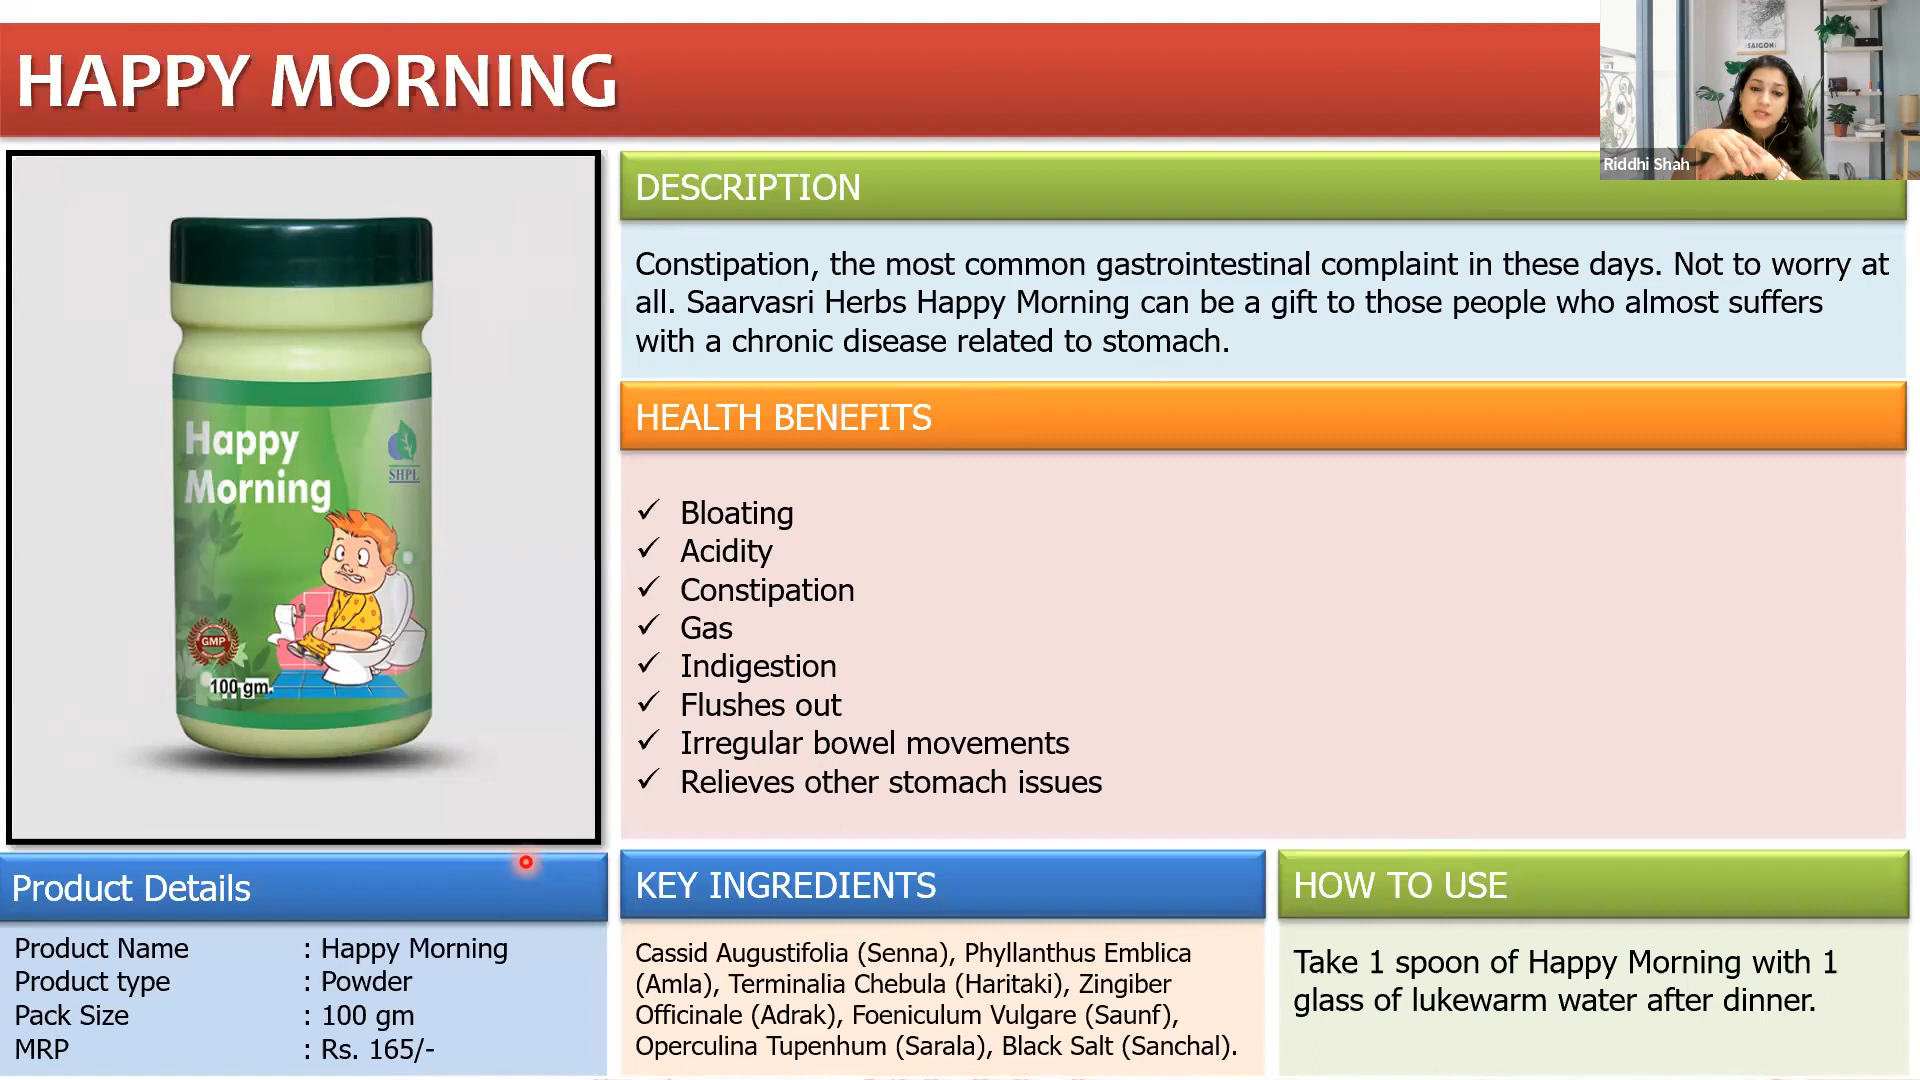 HAPPY MORNING
SAIGON
Riddhi Shah
Happy
Morning
SHPL
GMP
100 gm.
DESCRIPTION
Constipation, the most common gastrointestinal complaint in these days. Not to worry at
all. Saarvasri Herbs Happy Morning can be a gift to those people who almost suffers
with a chronic disease related to stomach.
HEALTH BENEFITS
✓ Bloating
✓ Acidity
✓ Constipation
✓ Gas
✓ Indigestion
✓ Flushes out
✓ Irregular bowel movements
✓ Relieves other stomach issues
Product Details
Product Name : Happy Morning
Product type : Powder
Pack Size : 100 gm
MRP : Rs. 165/-
KEY INGREDIENTS
Cassid Augustifolia (Senna), Phyllanthus Emblica
(Amla), Terminalia Chebula (Haritaki), Zingiber
Officinale (Adrak), Foeniculum Vulgare (Saunf),
Operculina Tupenhum (Sarala), Black Salt (Sanchal).
HOW TO USE
Take 1 spoon of Happy Morning with 1
glass of lukewarm water after dinner.